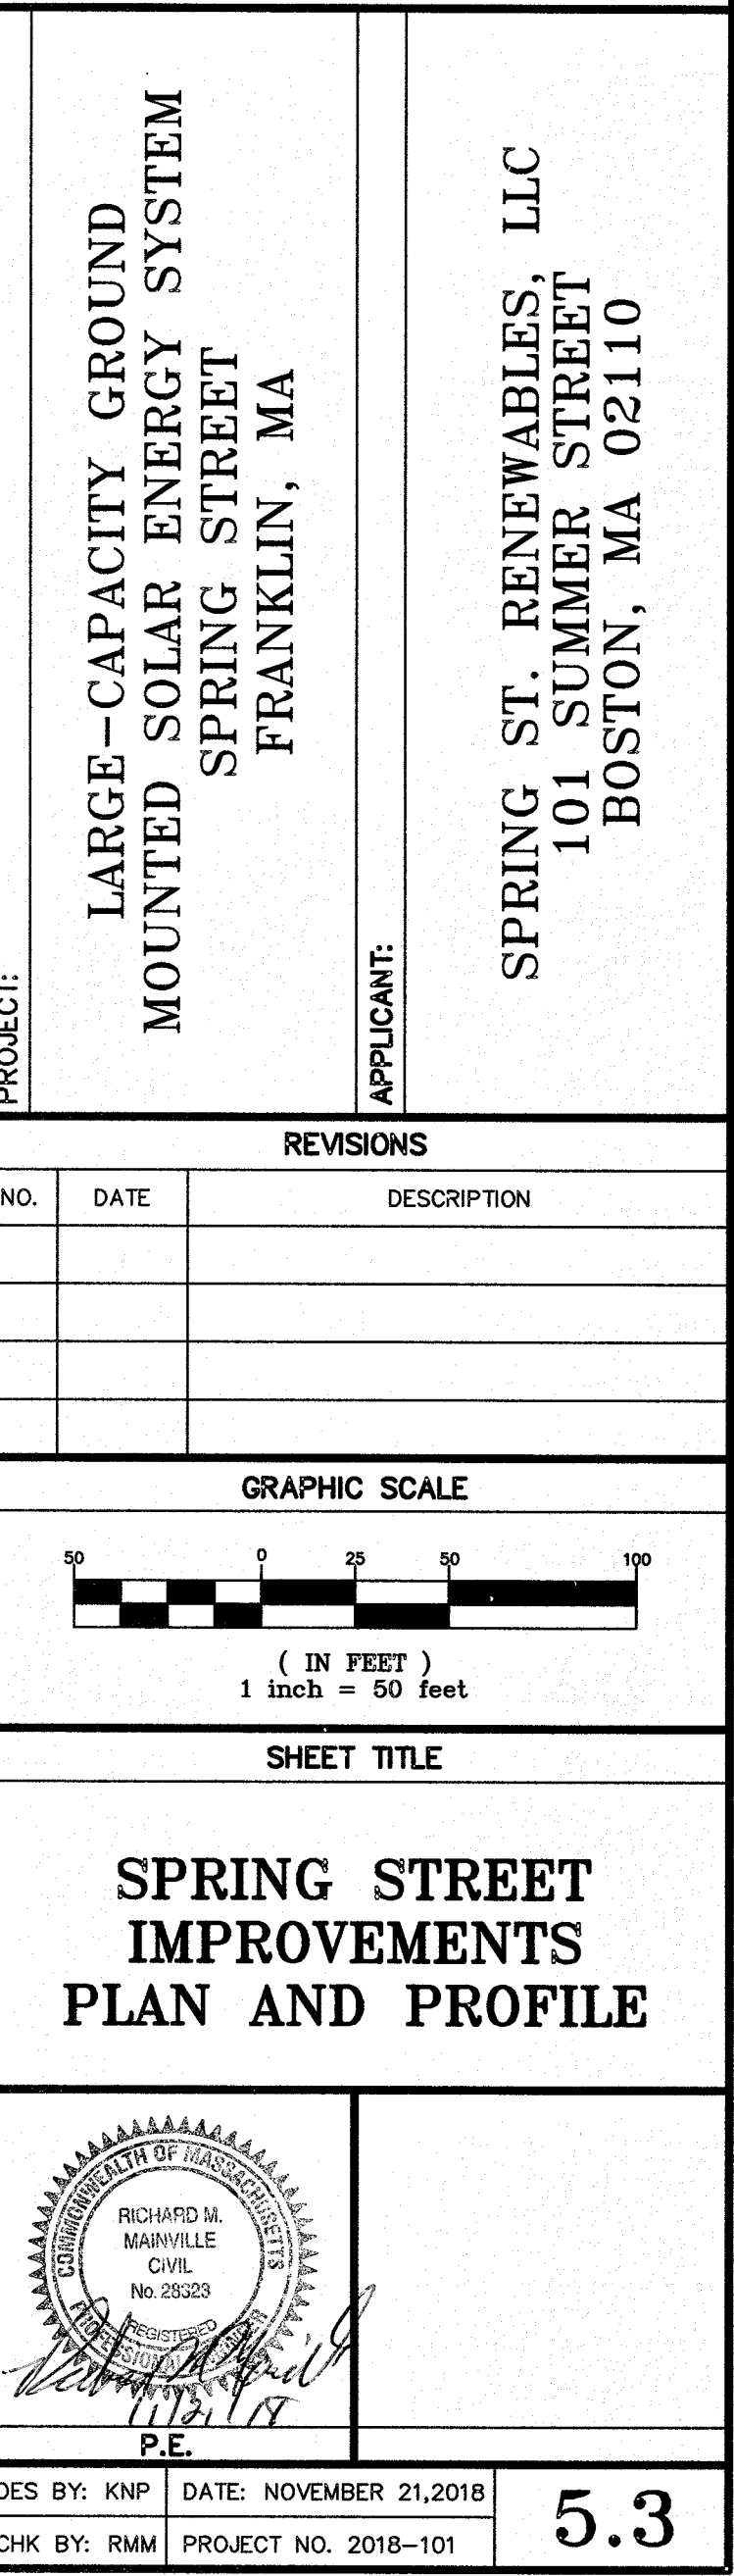 PROJECT:
LARGE-CAPACITY GROUND
MOUNTED SOLAR ENERGY SYSTEM
SPRING STREET
FRANKLIN, MA
APPLICANT:
SPRING ST. RENEWABLES, LLC
101 SUMMER STREET
BOSTON, MA 02110
REVISIONS
NO. DATE DESCRIPTION
GRAPHIC SCALE
50 0 25 50 100
( IN FEET )
1 inch = 50 feet
SHEET TITLE
SPRING STREET
IMPROVEMENTS
PLAN AND PROFILE
COMMONWEALTH OF MASSACHUSETTS
RICHARD M.
MAINVILLE
CIVIL
No. 28323
REGISTERED
PROFESSIONAL
11/21/18
P.E.
DES BY: KNP DATE: NOVEMBER 21,2018
CHK BY: RMM PROJECT NO. 2018-101
5.3